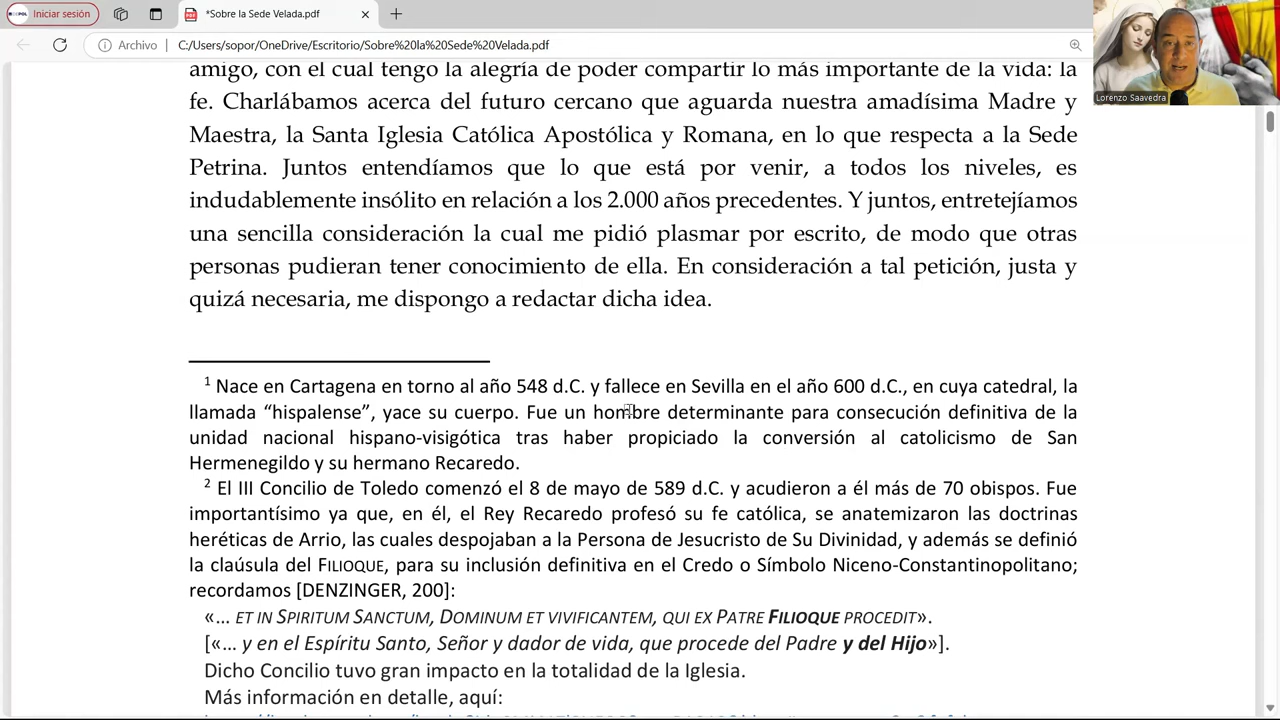 Iniciar sesión
*Sobre la Sede Velada.pdf
Archivo
C:/Users/sopor/OneDrive/Escritorio/Sobre%20la%20Sede%20Velada.pdf
Lorenzo Saavedra
amigo, con el cual tengo la alegría de poder compartir lo más importante de la vida: la
fe. Charlábamos acerca del futuro cercano que aguarda nuestra amadísima Madre y
Maestra, la Santa Iglesia Católica Apostólica y Romana, en lo que respecta a la Sede
Petrina. Juntos entendíamos que lo que está por venir, a todos los niveles, es
indudablemente insólito en relación a los 2.000 años precedentes. Y juntos, entretejíamos
una sencilla consideración la cual me pidió plasmar por escrito, de modo que otras
personas pudieran tener conocimiento de ella. En consideración a tal petición, justa y
quizá necesaria, me dispongo a redactar dicha idea.
1 Nace en Cartagena en torno al año 548 d.C. y fallece en Sevilla en el año 600 d.C., en cuya catedral, la
llamada “hispalense”, yace su cuerpo. Fue un hombre determinante para consecución definitiva de la
unidad nacional hispano-visigótica tras haber propiciado la conversión al catolicismo de San
Hermenegildo y su hermano Recaredo.
2 El III Concilio de Toledo comenzó el 8 de mayo de 589 d.C. y acudieron a él más de 70 obispos. Fue
importantísimo ya que, en él, el Rey Recaredo profesó su fe católica, se anatemizaron las doctrinas
heréticas de Arrio, las cuales despojaban a la Persona de Jesucristo de Su Divinidad, y además se definió
la claúsula del FILIOQUE, para su inclusión definitiva en el Credo o Símbolo Niceno-Constantinopolitano;
recordamos [DENZINGER, 200]:
«… ET IN SPIRITUM SANCTUM, DOMINUM ET VIVIFICANTEM, QUI EX PATRE FILIOQUE PROCEDIT».
[«… y en el Espíritu Santo, Señor y dador de vida, que procede del Padre y del Hijo»].
Dicho Concilio tuvo gran impacto en la totalidad de la Iglesia.
Más información en detalle, aquí: